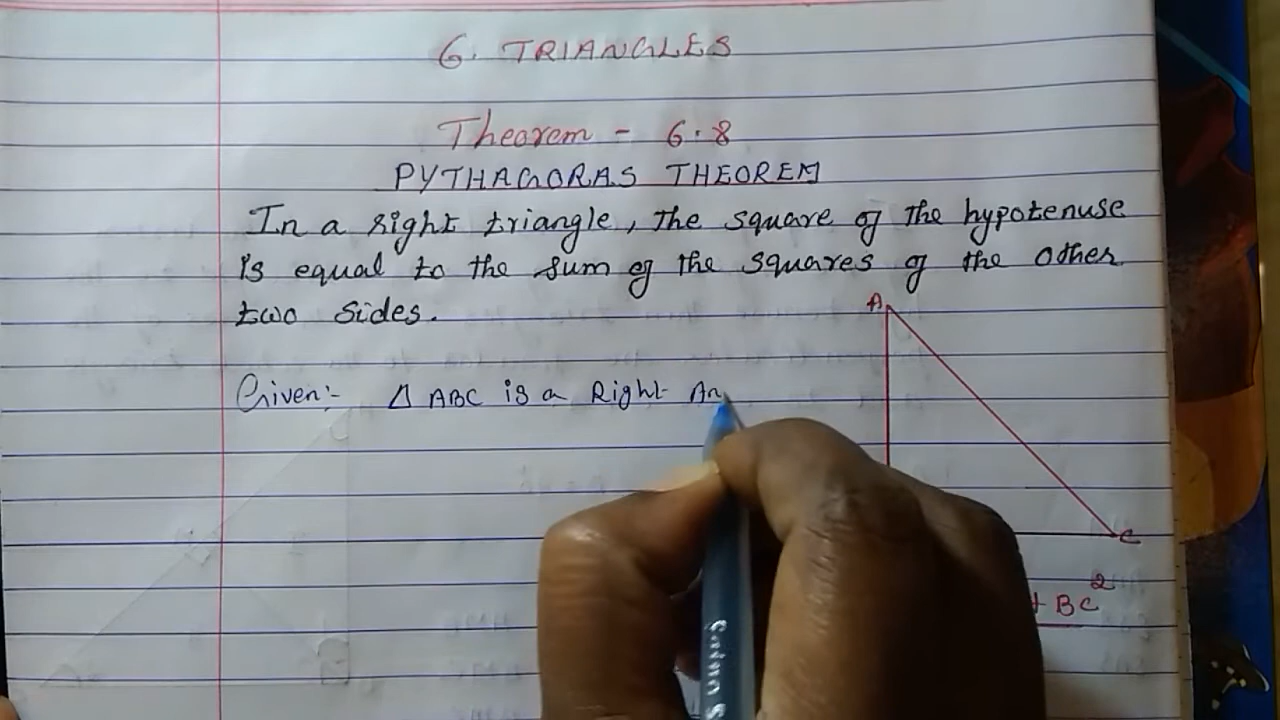 6. TRIANGLES
Theorem - 6.8
PYTHAGORAS THEOREM
In a right triangle, the square of the hypotenuse
is equal to the sum of the squares of the other
two sides.
A
Given:- Δ ABC is a Right An
C
+ BC²